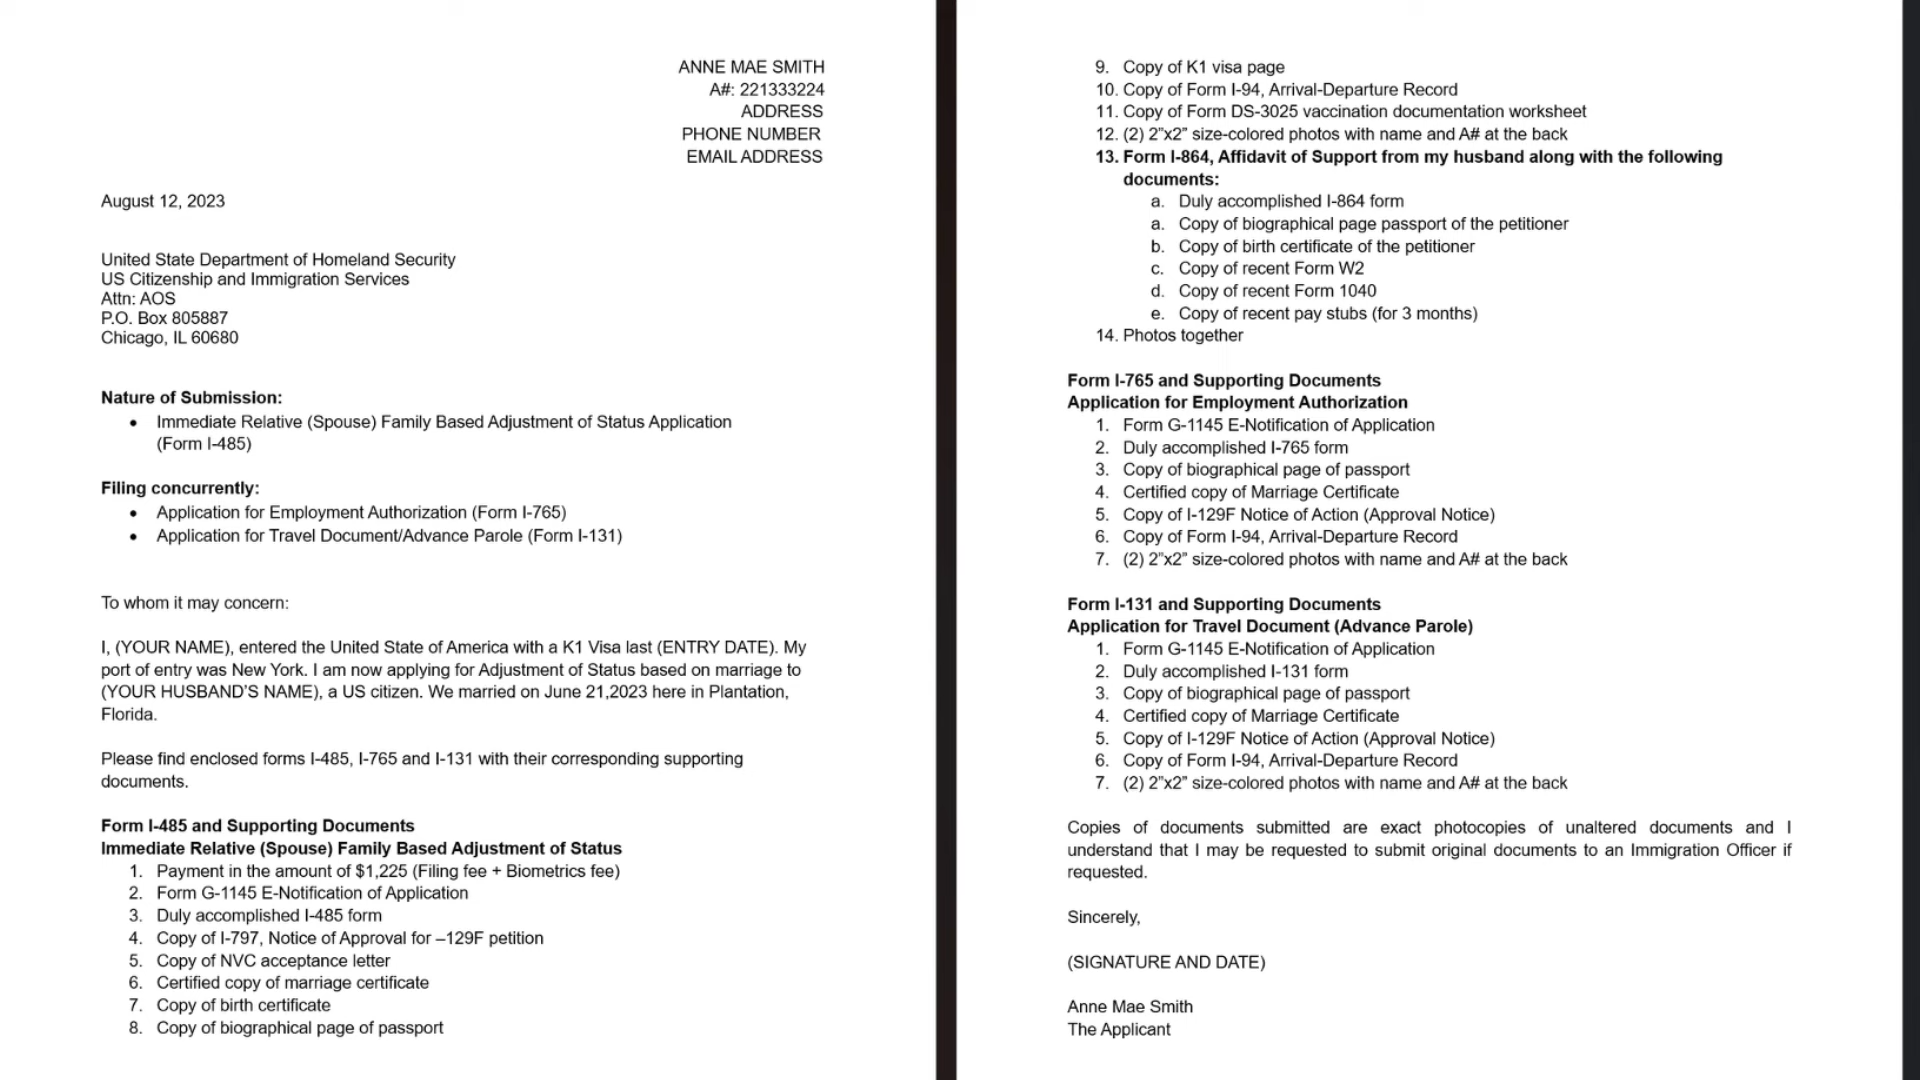 ANNE MAE SMITH
A#: 221333224
ADDRESS
PHONE NUMBER
EMAIL ADDRESS
August 12, 2023
United State Department of Homeland Security
US Citizenship and Immigration Services
Attn: AOS
P.O. Box 805887
Chicago, IL 60680
Nature of Submission:
• Immediate Relative (Spouse) Family Based Adjustment of Status Application
(Form I-485)
Filing concurrently:
• Application for Employment Authorization (Form I-765)
• Application for Travel Document/Advance Parole (Form I-131)
To whom it may concern:
I, (YOUR NAME), entered the United State of America with a K1 Visa last (ENTRY DATE). My
port of entry was New York. I am now applying for Adjustment of Status based on marriage to
(YOUR HUSBAND'S NAME), a US citizen. We married on June 21,2023 here in Plantation,
Florida.
Please find enclosed forms I-485, I-765 and I-131 with their corresponding supporting
documents.
Form I-485 and Supporting Documents
Immediate Relative (Spouse) Family Based Adjustment of Status
1. Payment in the amount of $1,225 (Filing fee + Biometrics fee)
2. Form G-1145 E-Notification of Application
3. Duly accomplished I-485 form
4. Copy of I-797, Notice of Approval for –129F petition
5. Copy of NVC acceptance letter
6. Certified copy of marriage certificate
7. Copy of birth certificate
8. Copy of biographical page of passport
9. Copy of K1 visa page
10. Copy of Form I-94, Arrival-Departure Record
11. Copy of Form DS-3025 vaccination documentation worksheet
12. (2) 2"x2" size-colored photos with name and A# at the back
13. Form I-864, Affidavit of Support from my husband along with the following
documents:
a. Duly accomplished I-864 form
a. Copy of biographical page passport of the petitioner
b. Copy of birth certificate of the petitioner
c. Copy of recent Form W2
d. Copy of recent Form 1040
e. Copy of recent pay stubs (for 3 months)
14. Photos together
Form I-765 and Supporting Documents
Application for Employment Authorization
1. Form G-1145 E-Notification of Application
2. Duly accomplished I-765 form
3. Copy of biographical page of passport
4. Certified copy of Marriage Certificate
5. Copy of I-129F Notice of Action (Approval Notice)
6. Copy of Form I-94, Arrival-Departure Record
7. (2) 2"x2" size-colored photos with name and A# at the back
Form I-131 and Supporting Documents
Application for Travel Document (Advance Parole)
1. Form G-1145 E-Notification of Application
2. Duly accomplished I-131 form
3. Copy of biographical page of passport
4. Certified copy of Marriage Certificate
5. Copy of I-129F Notice of Action (Approval Notice)
6. Copy of Form I-94, Arrival-Departure Record
7. (2) 2"x2" size-colored photos with name and A# at the back
Copies of documents submitted are exact photocopies of unaltered documents and I
understand that I may be requested to submit original documents to an Immigration Officer if
requested.
Sincerely,
(SIGNATURE AND DATE)
Anne Mae Smith
The Applicant